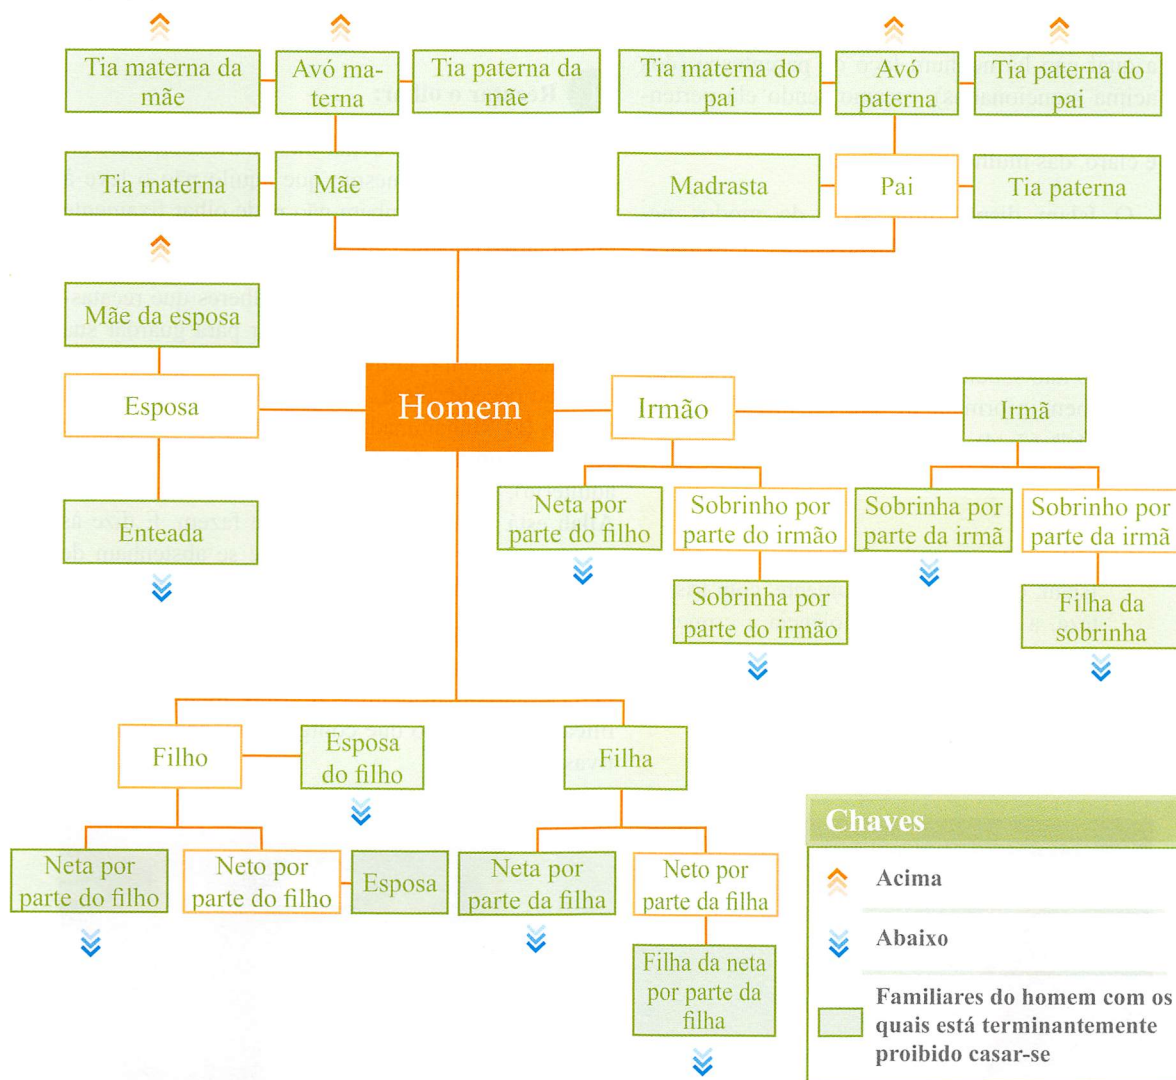 Tia materna da
mãe
Avó ma-
terna
Tia paterna da
mãe
Tia materna do
pai
Avó
paterna
Tia paterna do
pai
Tia materna
Mãe
Madrasta
Pai
Tia paterna
Mãe da esposa
Esposa
Homem
Irmão
Irmã
Enteada
Neta por
parte do filho
Sobrinho por
parte do irmão
Sobrinha por
parte da irmã
Sobrinho por
parte da irmã
Sobrinha por
parte do irmão
Filha da
sobrinha
Filho
Esposa
do filho
Filha
Neta por
parte do filho
Neto por
parte do filho
Esposa
Neta por
parte da filha
Neto por
parte da filha
Filha da neta
por parte da
filha
Chaves
Acima
Abaixo
Familiares do homem com os
quais está terminantemente
proibido casar-se